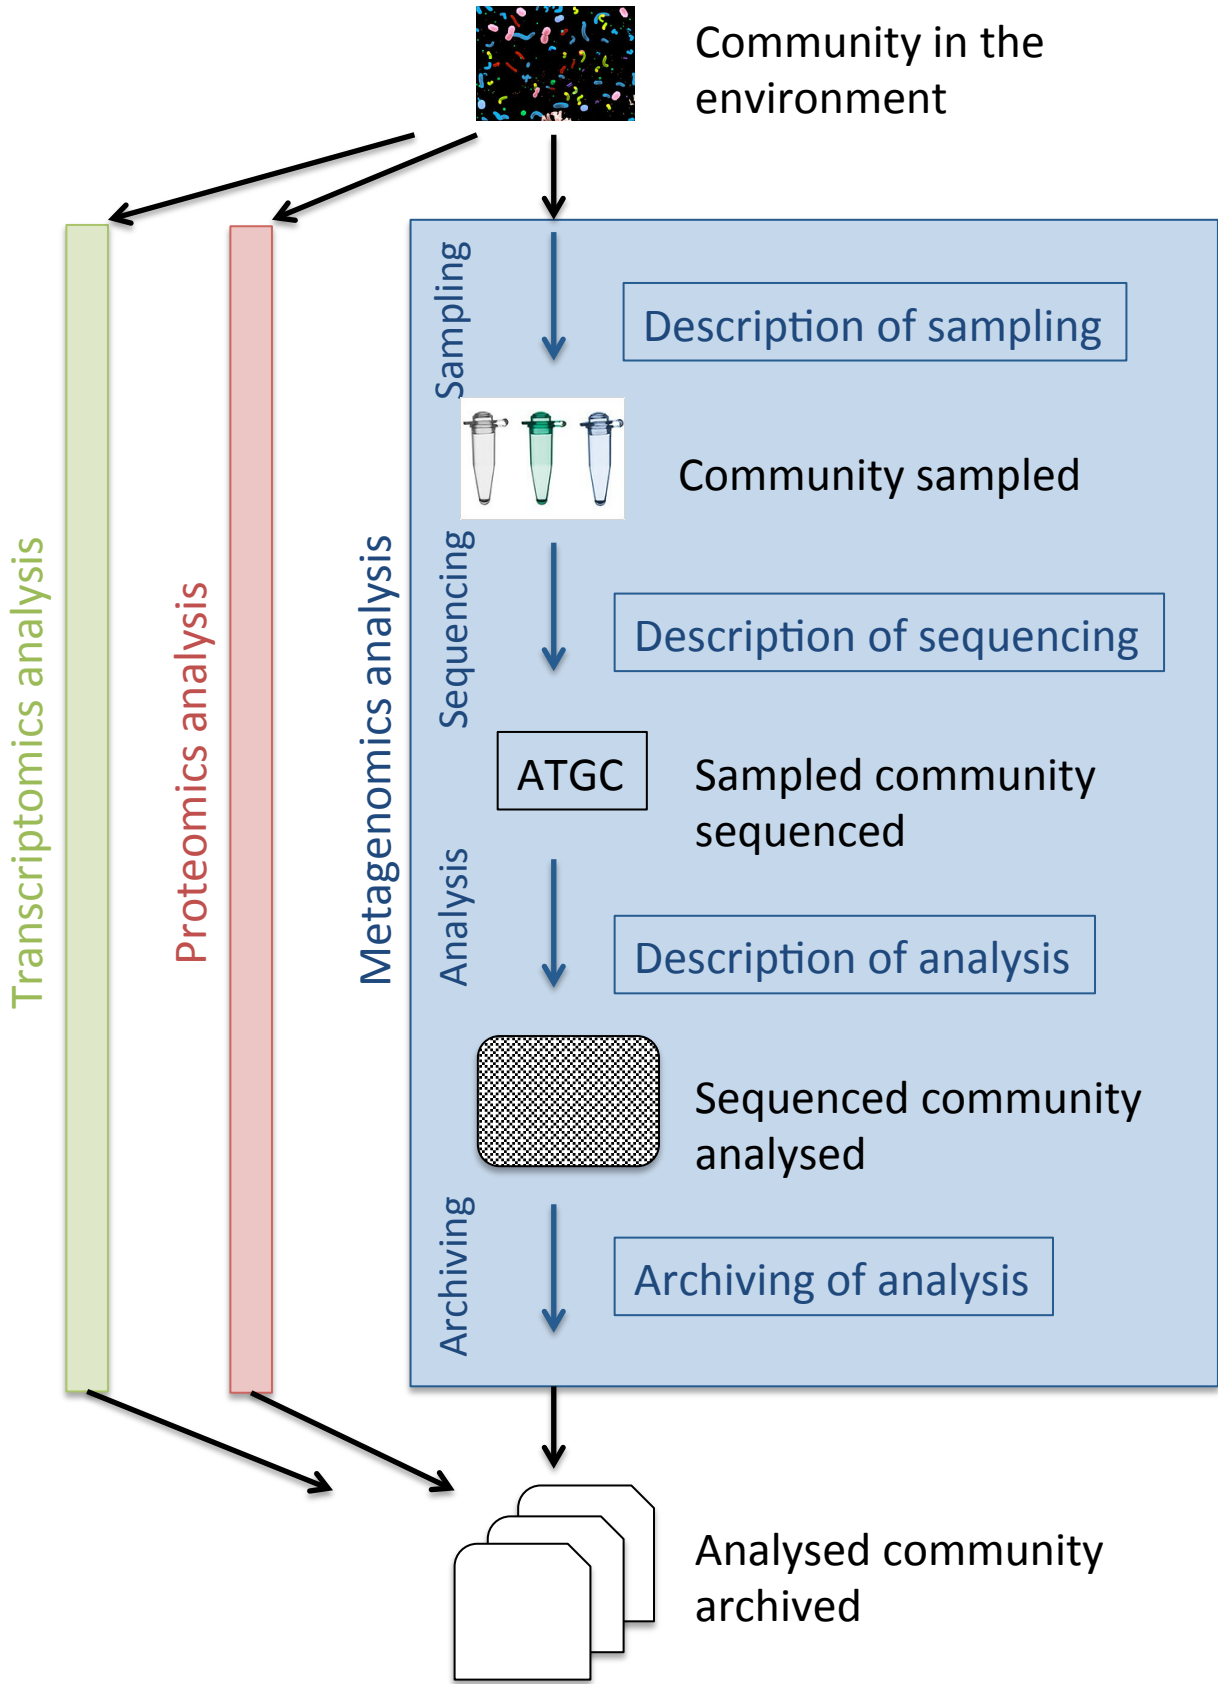 Community in the
environment
Sampling
Description of sampling
Community sampled
Sequencing
Description of sequencing
Transcriptomics analysis
Proteomics analysis
Metagenomics analysis
ATGC
Sampled community
sequenced
Analysis
Description of analysis
Sequenced community
analysed
Archiving
Archiving of analysis
Analysed community
archived